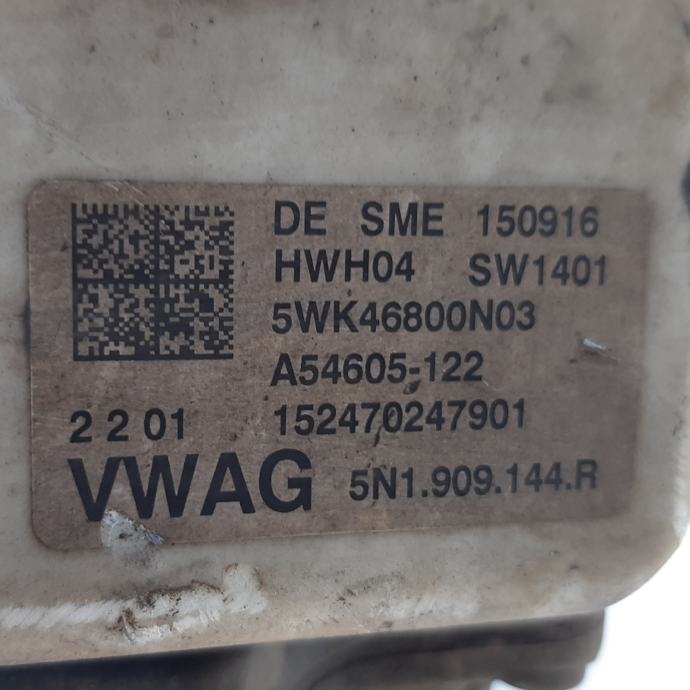 DE SME 150916
HWH04 SW1401
5WK46800N03
A54605-122
2 2 01 152470247901
VWAG 5N1.909.144.R